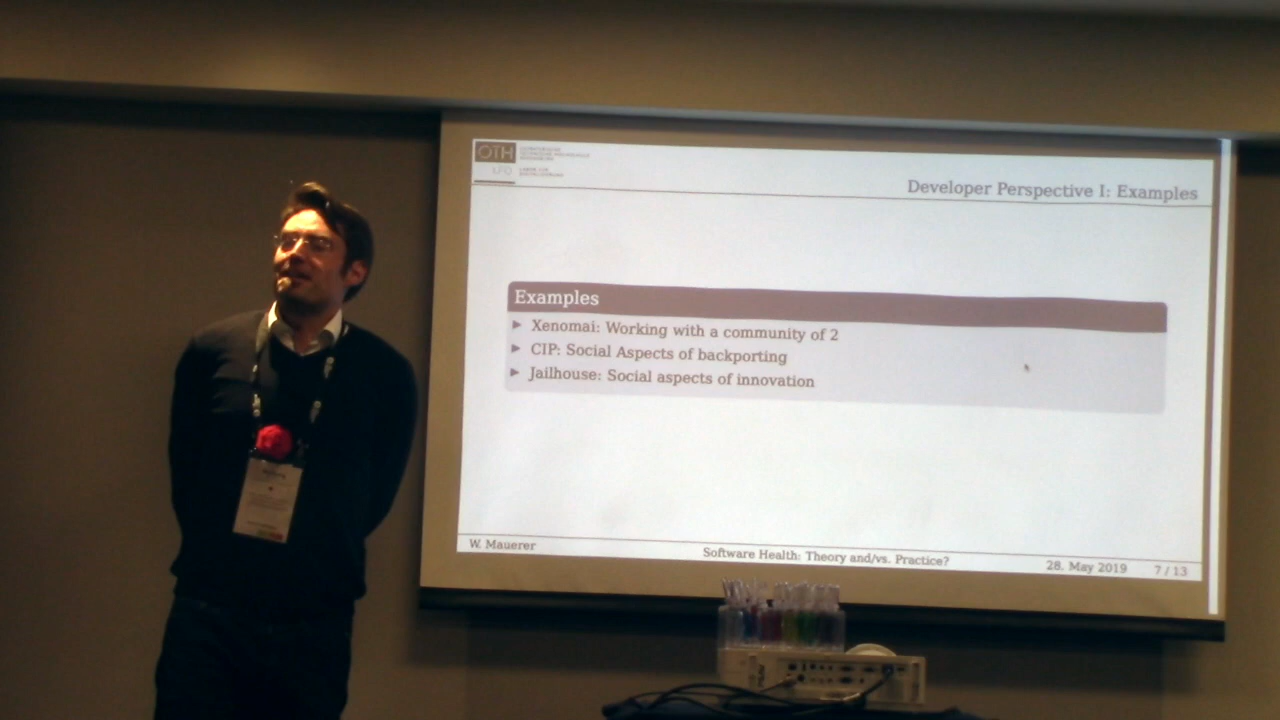 OTH
Developer Perspective I: Examples
Examples
Xenomai: Working with a community of 2
CIP: Social Aspects of backporting
Jailhouse: Social aspects of innovation
W. Mauerer
Software Health: Theory and/vs. Practice?
28. May 2019
7 / 13